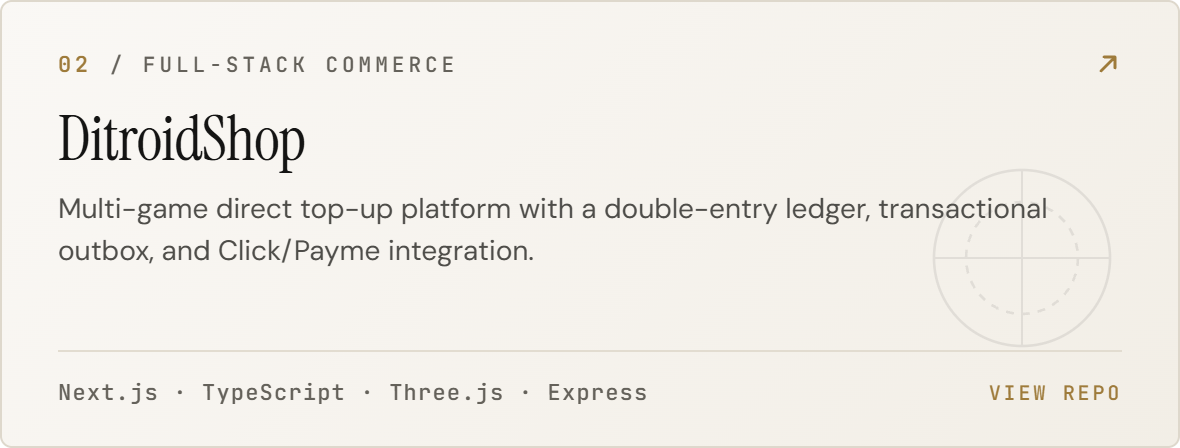 02 / FULL-STACK COMMERCE
DitroidShop
Multi-game direct top-up platform with a double-entry ledger, transactional
outbox, and Click/Payme integration.
Next.js · TypeScript · Three.js · Express
VIEW REPO